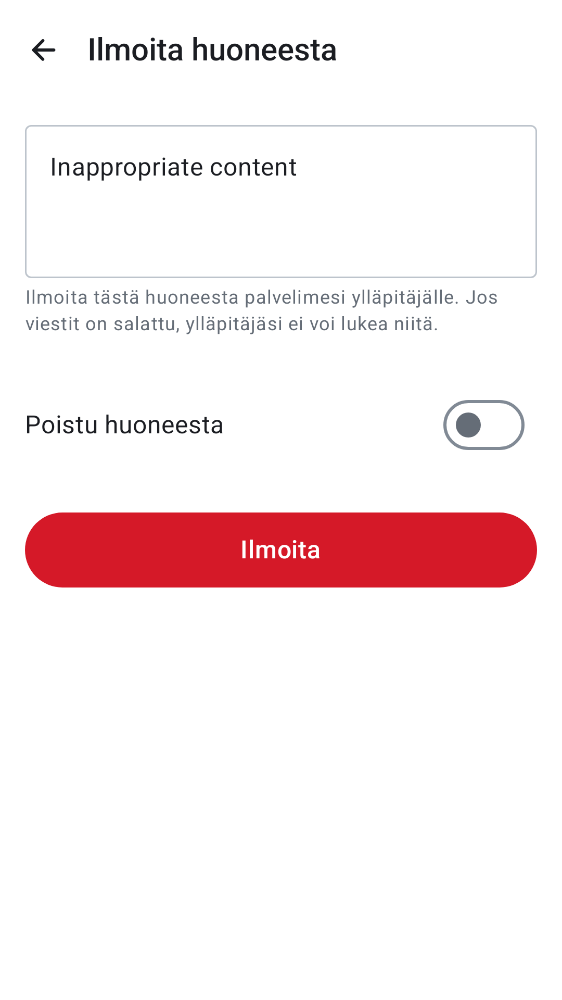 Ilmoita huoneesta
Inappropriate content
Ilmoita tästä huoneesta palvelimesi ylläpitäjälle. Jos
viestit on salattu, ylläpitäjäsi ei voi lukea niitä.
Poistu huoneesta
Ilmoita